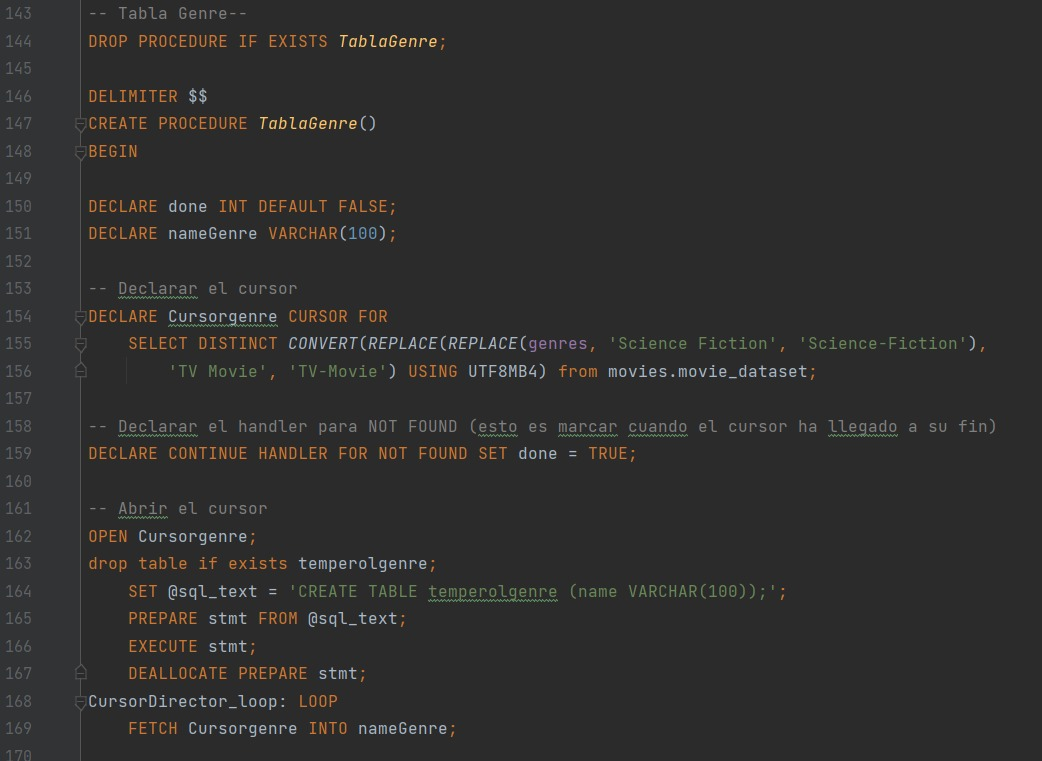 143 -- Tabla Genre--
144 DROP PROCEDURE IF EXISTS TablaGenre;
145
146 DELIMITER $$
147 CREATE PROCEDURE TablaGenre()
148 BEGIN
149
150 DECLARE done INT DEFAULT FALSE;
151 DECLARE nameGenre VARCHAR(100);
152
153 -- Declarar el cursor
154 DECLARE Cursorgenre CURSOR FOR
155     SELECT DISTINCT CONVERT(REPLACE(REPLACE(genres, 'Science Fiction', 'Science-Fiction'),
156         'TV Movie', 'TV-Movie') USING UTF8MB4) from movies.movie_dataset;
157
158 -- Declarar el handler para NOT FOUND (esto es marcar cuando el cursor ha llegado a su fin)
159 DECLARE CONTINUE HANDLER FOR NOT FOUND SET done = TRUE;
160
161 -- Abrir el cursor
162 OPEN Cursorgenre;
163 drop table if exists temperolgenre;
164     SET @sql_text = 'CREATE TABLE temperolgenre (name VARCHAR(100));';
165     PREPARE stmt FROM @sql_text;
166     EXECUTE stmt;
167     DEALLOCATE PREPARE stmt;
168 CursorDirector_loop: LOOP
169     FETCH Cursorgenre INTO nameGenre;
170